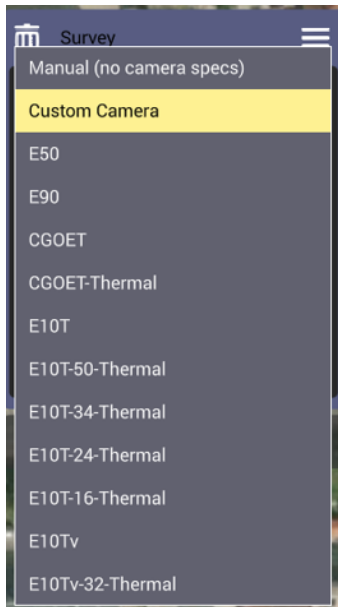 Survey
Manual (no camera specs)
Custom Camera
E50
E90
CGOET
CGOET-Thermal
E10T
E10T-50-Thermal
E10T-34-Thermal
E10T-24-Thermal
E10T-16-Thermal
E10Tv
E10Tv-32-Thermal